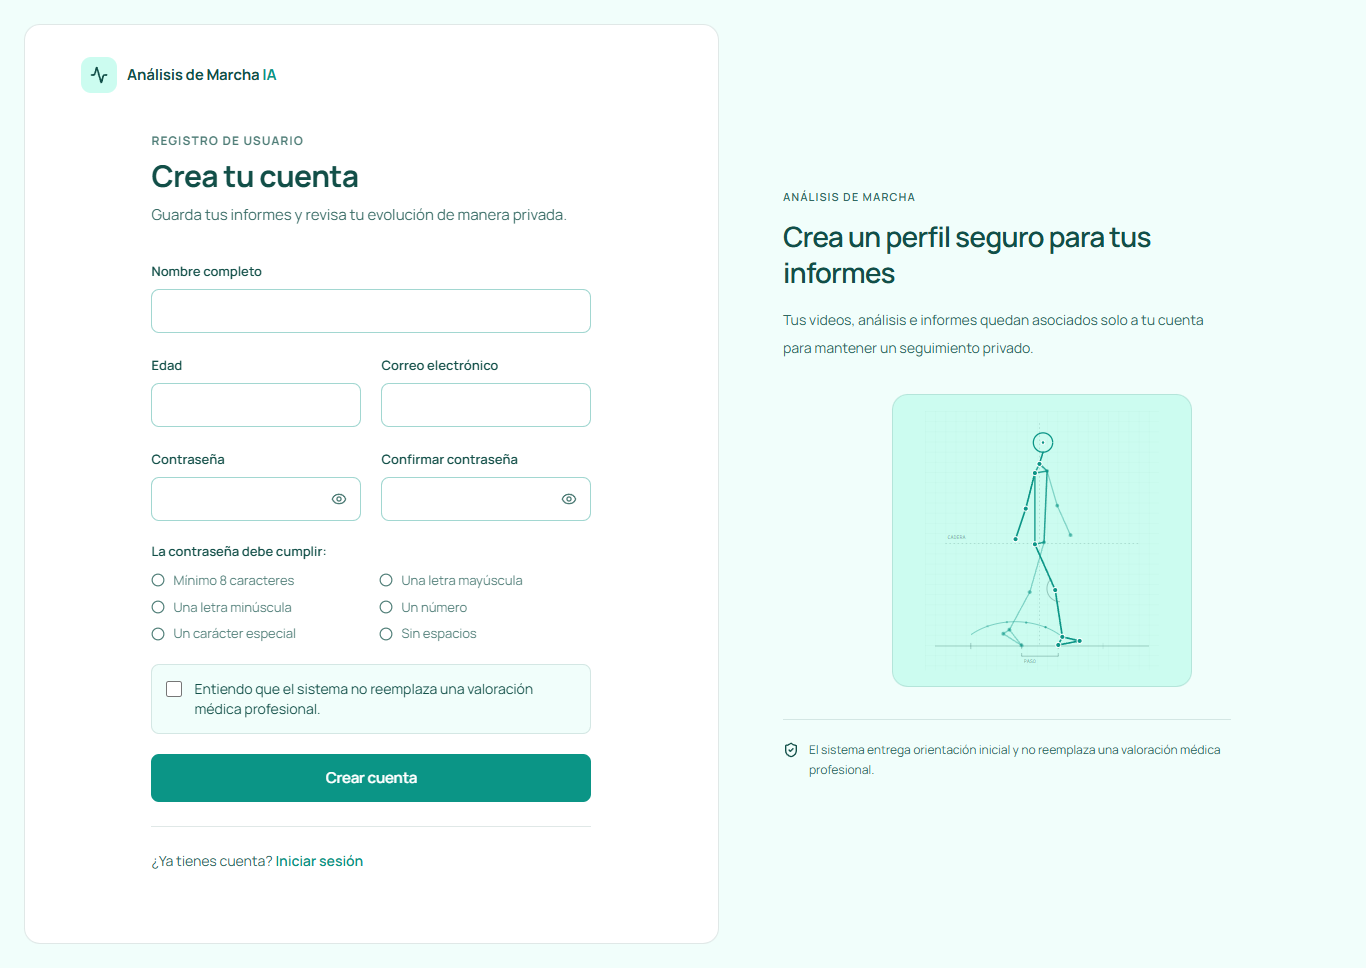 Análisis de Marcha IA
REGISTRO DE USUARIO
Crea tu cuenta
Guarda tus informes y revisa tu evolución de manera privada.
Nombre completo
Edad
Correo electrónico
Contraseña
Confirmar contraseña
La contraseña debe cumplir:
Mínimo 8 caracteres
Una letra mayúscula
Una letra minúscula
Un número
Un carácter especial
Sin espacios
Entiendo que el sistema no reemplaza una valoración
médica profesional.
Crear cuenta
¿Ya tienes cuenta? Iniciar sesión
ANÁLISIS DE MARCHA
Crea un perfil seguro para tus
informes
Tus videos, análisis e informes quedan asociados solo a tu cuenta
para mantener un seguimiento privado.
CADERA
PASO
El sistema entrega orientación inicial y no reemplaza una valoración médica
profesional.